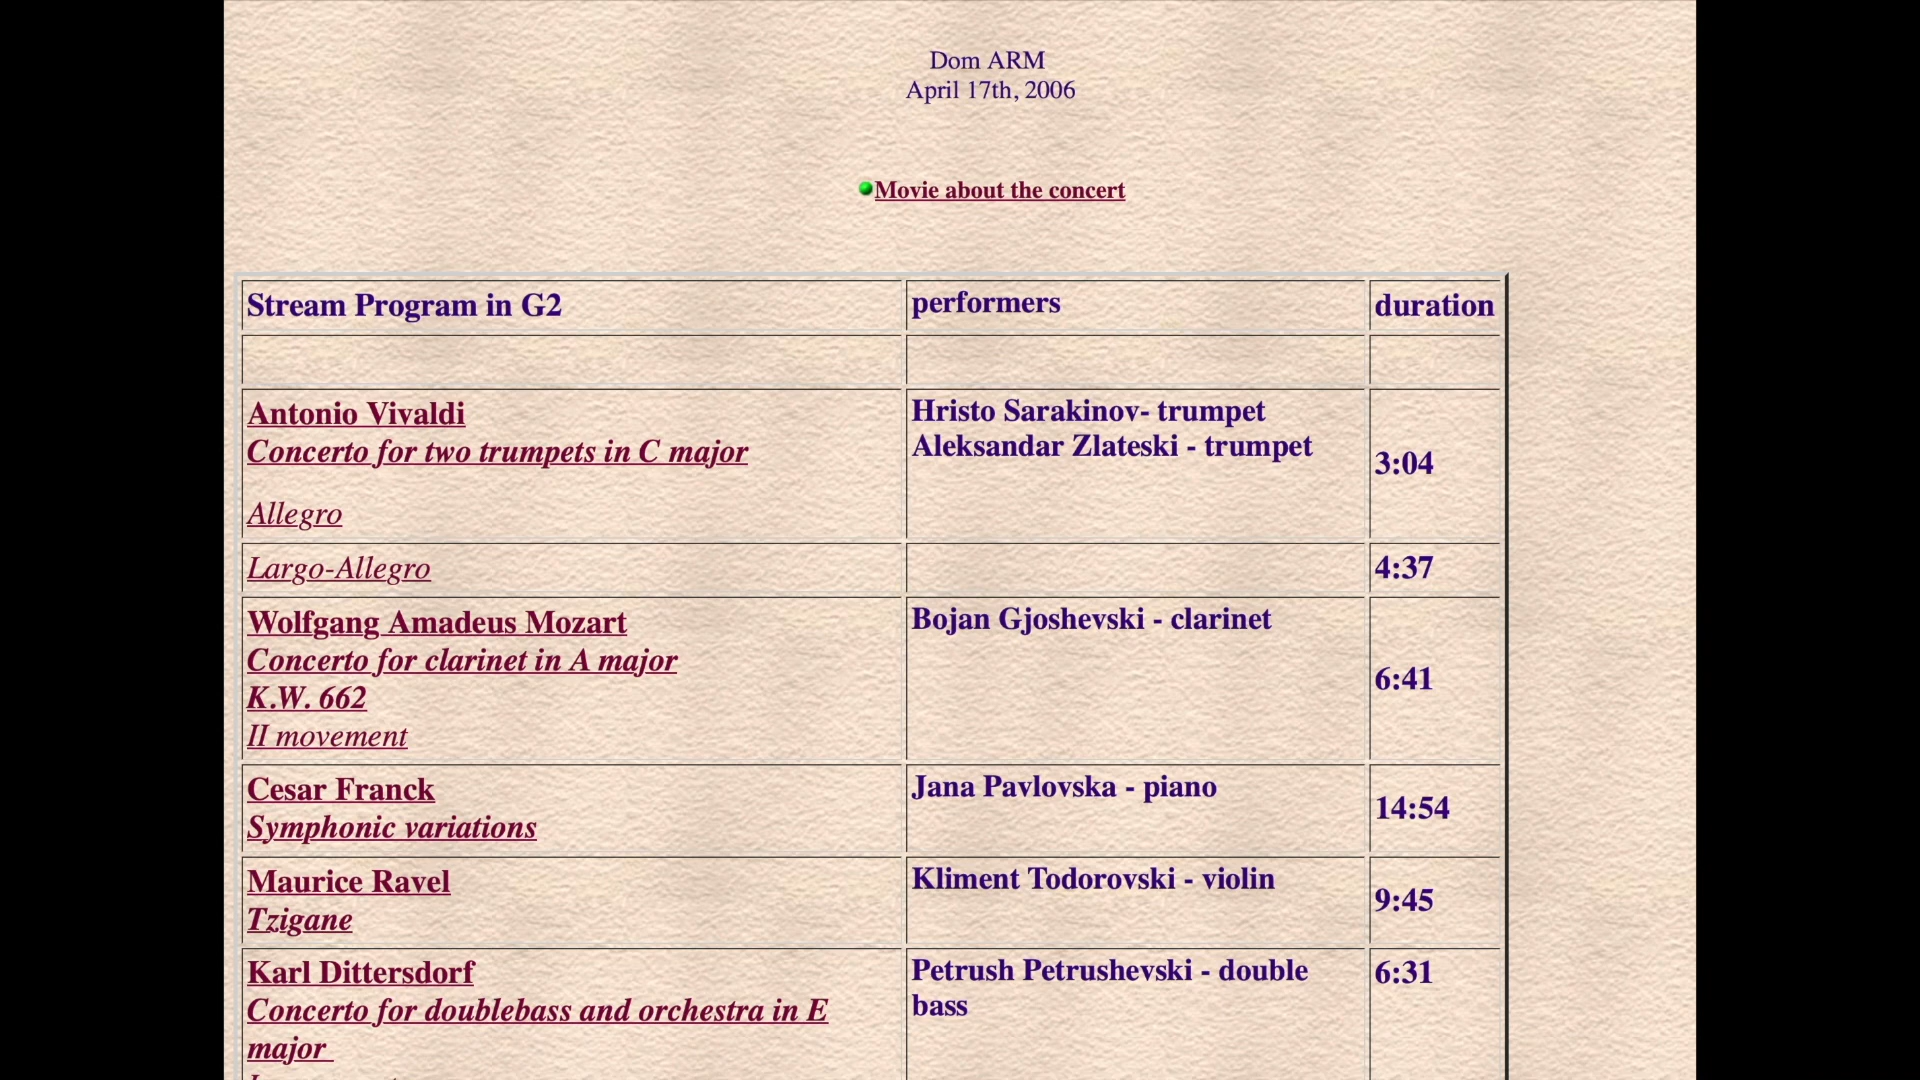 Dom ARM
April 17th, 2006
Movie about the concert
Stream Program in G2
performers
duration
Antonio Vivaldi
Concerto for two trumpets in C major
Allegro
Hristo Sarakinov- trumpet
Aleksandar Zlateski - trumpet
3:04
Largo-Allegro
4:37
Wolfgang Amadeus Mozart
Concerto for clarinet in A major
K.W. 662
II movement
Bojan Gjoshevski - clarinet
6:41
Cesar Franck
Symphonic variations
Jana Pavlovska - piano
14:54
Maurice Ravel
Tzigane
Kliment Todorovski - violin
9:45
Karl Dittersdorf
Concerto for doublebass and orchestra in E
major
Petrush Petrushevski - double
bass
6:31